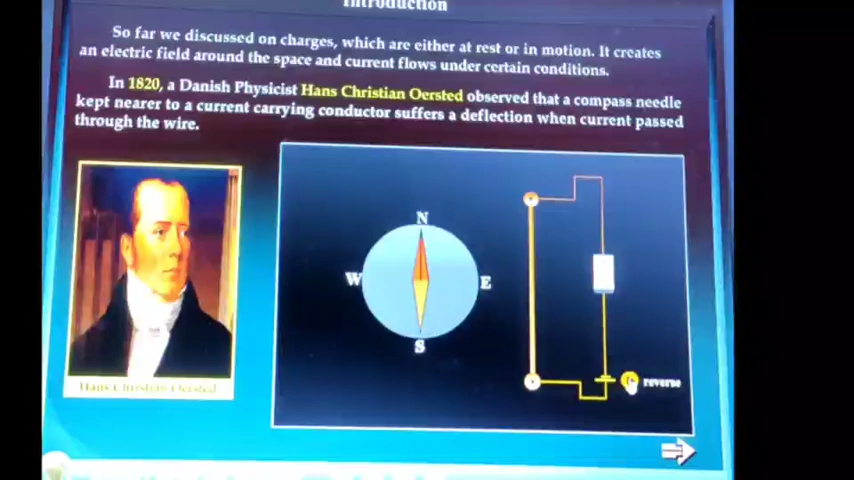 Introduction
So far we discussed on charges, which are either at rest or in motion. It creates
an electric field around the space and current flows under certain conditions.
In 1820, a Danish Physicist Hans Christian Oersted observed that a compass needle
kept nearer to a current carrying conductor suffers a deflection when current passed
through the wire.
N
W
E
S
reverse
Hans Christian Oersted